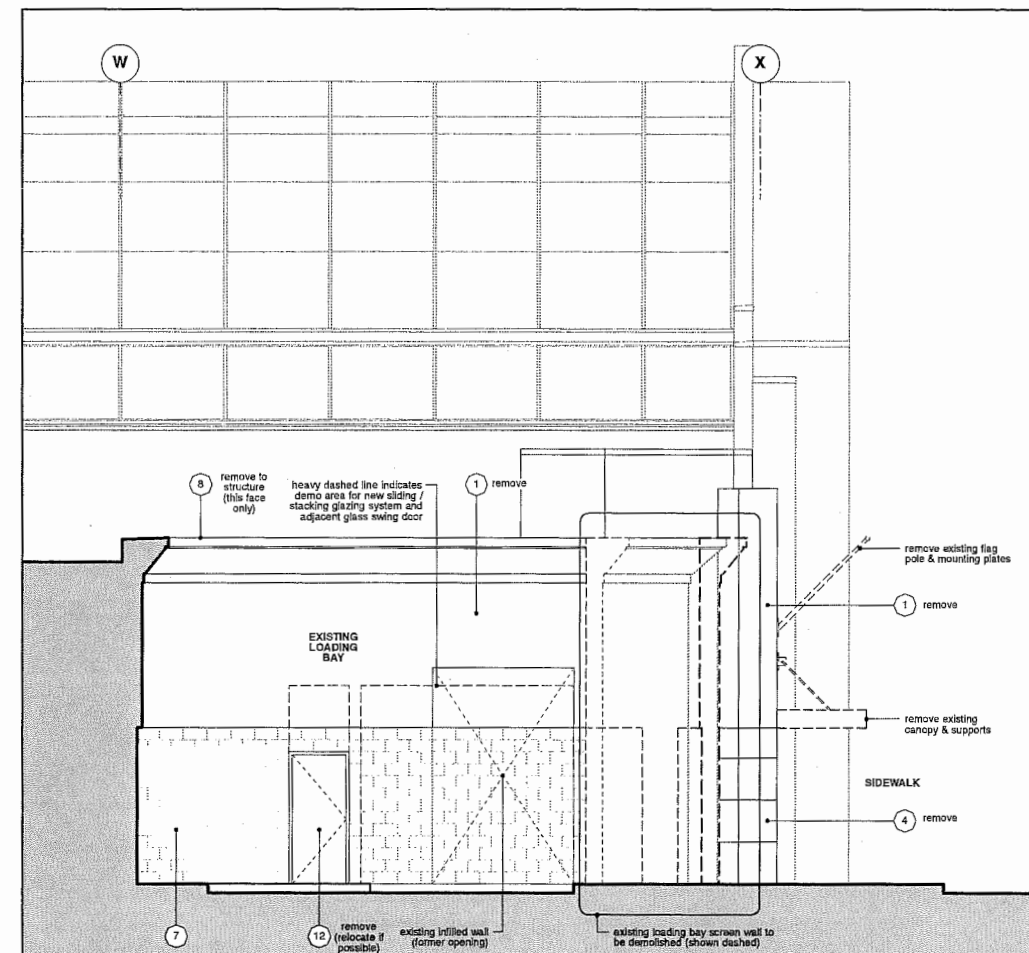 W
X
8
remove to
structure
(this face
only)
heavy dashed line indicates
demo area for new sliding /
stacking glazing system and
adjacent glass swing door
1
remove
remove existing flag
pole & mounting plates
1
remove
EXISTING
LOADING
BAY
remove existing
canopy & supports
SIDEWALK
4
remove
7
12
remove
(relocate if
possible)
existing infilled wall
(former opening)
existing loading bay screen wall to
be demolished (shown dashed)